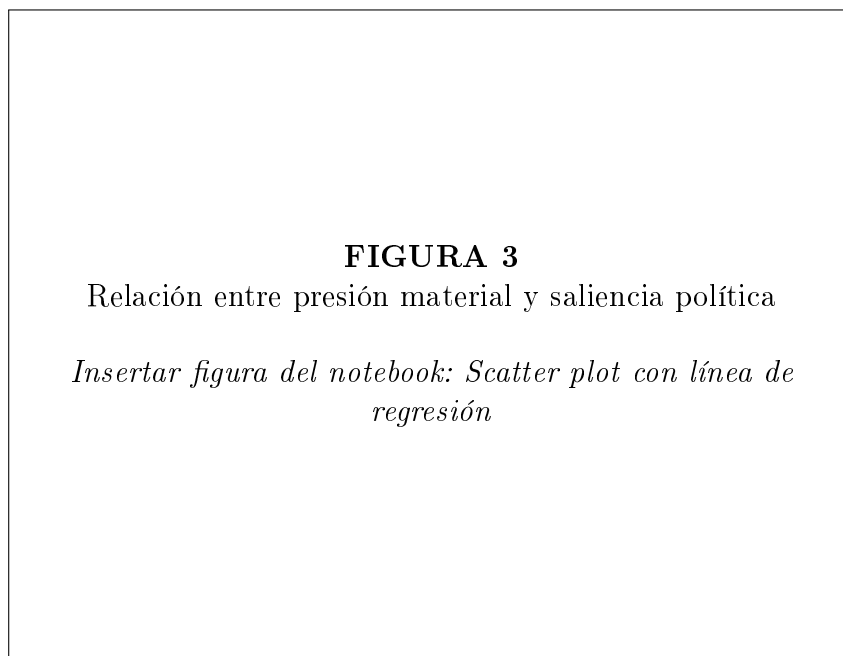 FIGURA 3
Relación entre presión material y saliencia política
Insertar figura del notebook: Scatter plot con línea de
regresión